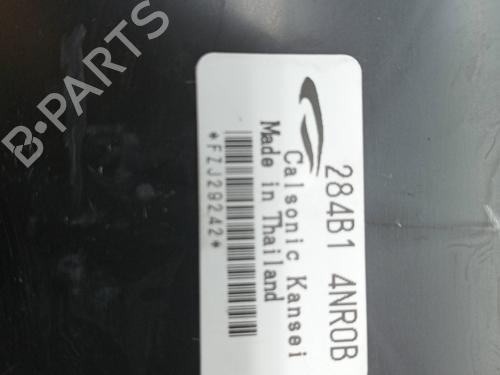 B-PARTS
284B1 4NR0B
Calsonic Kansei
Made in Thailand
*FZJ29242*